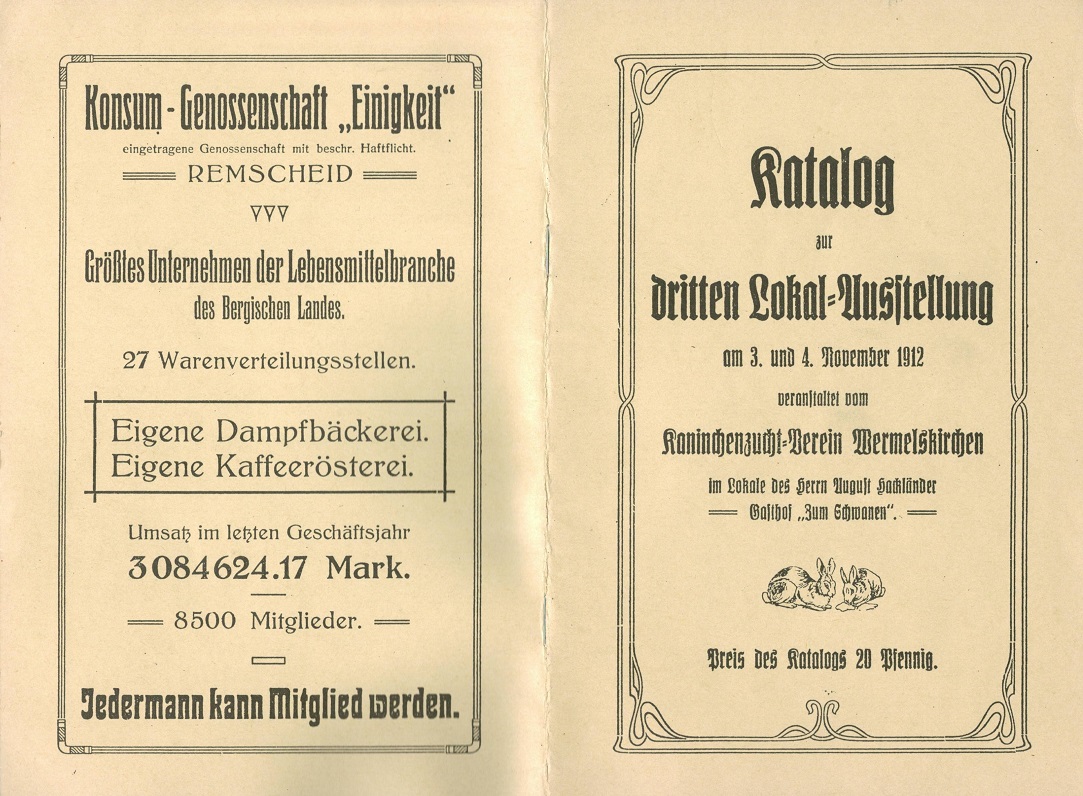 Konsum-Genossenschaft „Einigkeit“
eingetragene Genossenschaft mit beschr. Haftflicht.
REMSCHEID
Größtes Unternehmen der Lebensmittelbranche
des Bergischen Landes.
27 Warenverteilungsstellen.
Eigene Dampfbäckerei.
Eigene Kaffeerösterei.
Umsatz im letzten Geschäftsjahr
3084624.17 Mark.
8500 Mitglieder.
Jedermann kann Mitglied werden.
Katalog
zur
dritten Lokal-Ausstellung
am 3. und 4. November 1912
veranstaltet vom
Kaninchenzucht-Verein Wermelskirchen
im Lokale des Herrn August Hackländer
Gasthof „Zum Schwanen“.
Preis des Katalogs 20 Pfennig.